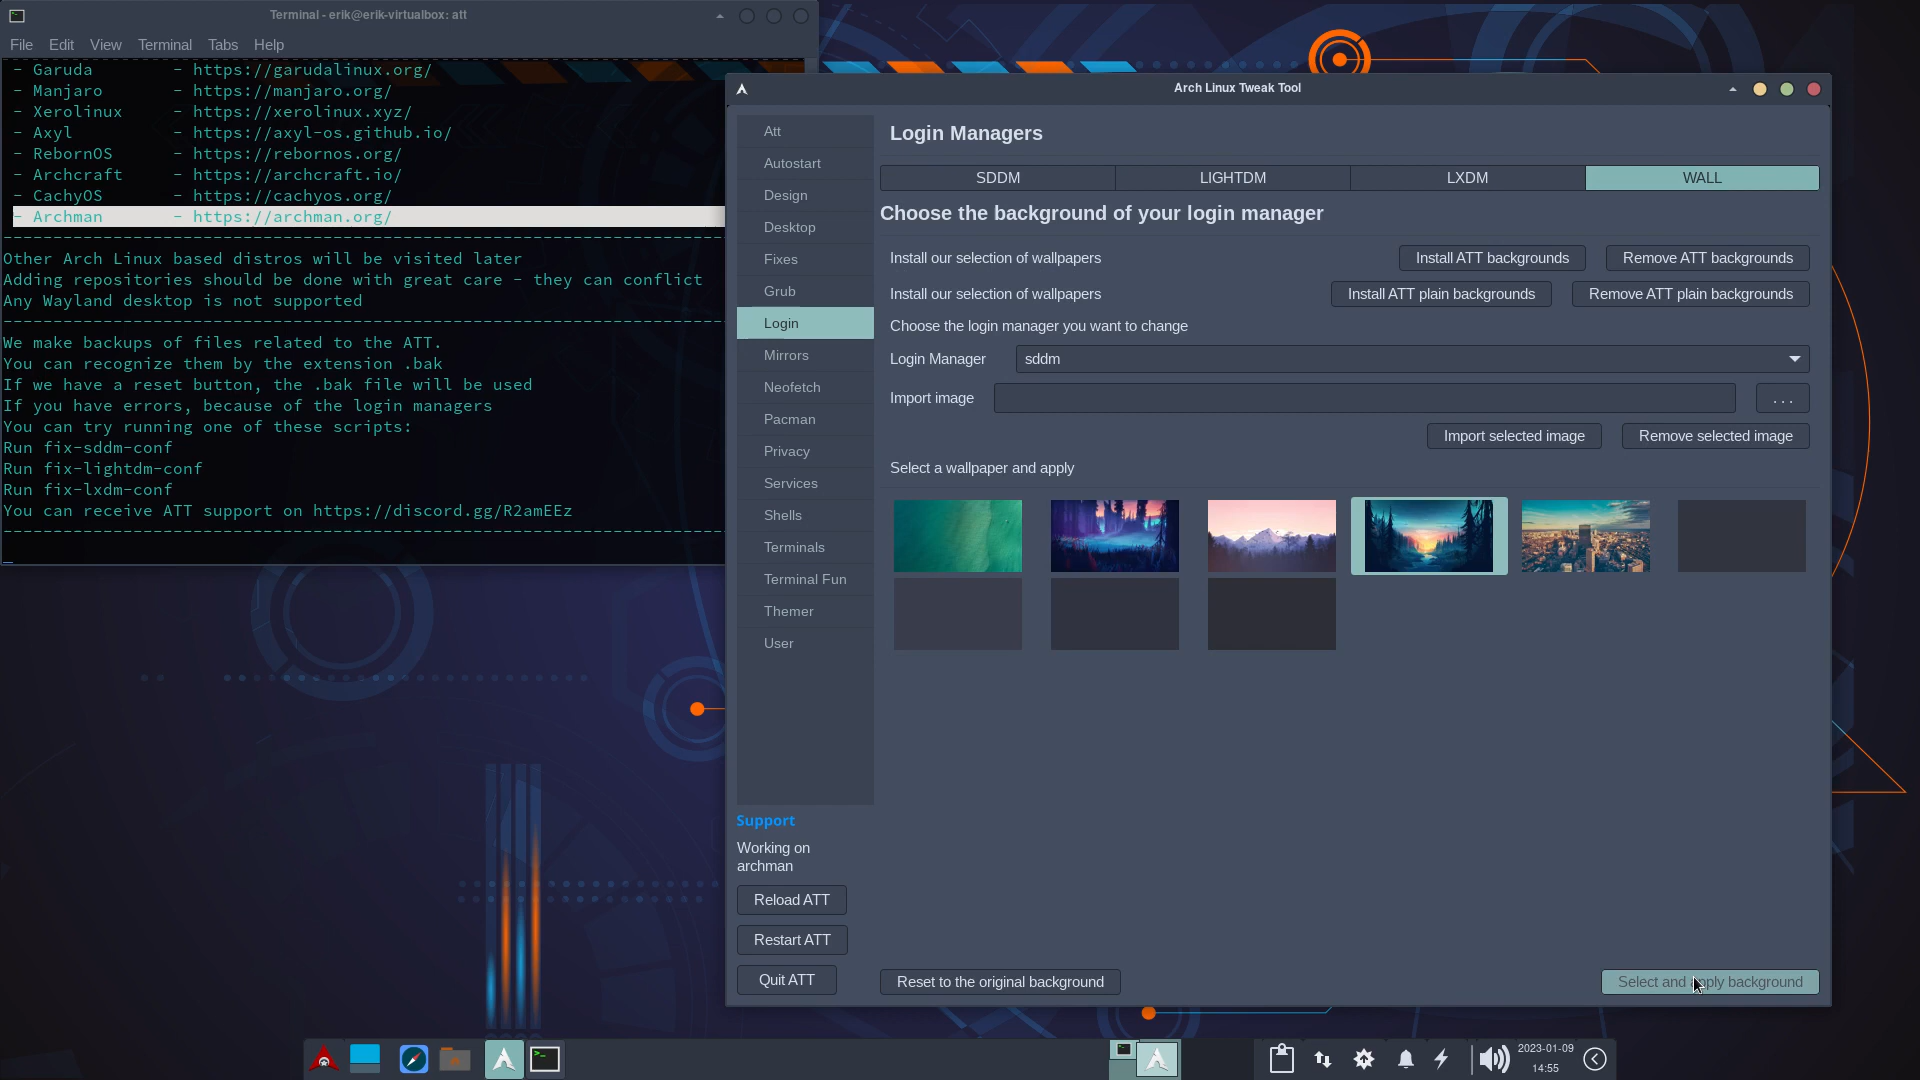 Terminal - erik@erik-virtualbox: att
File Edit View Terminal Tabs Help
- Garuda - https://garudalinux.org/
- Manjaro - https://manjaro.org/
- Xerolinux - https://xerolinux.xyz/
- Axyl - https://axyl-os.github.io/
- RebornOS - https://rebornos.org/
- Archcraft - https://archcraft.io/
- CachyOS - https://cachyos.org/
- Archman - https://archman.org/
Other Arch Linux based distros will be visited later
Adding repositories should be done with great care - they can conflict
Any Wayland desktop is not supported
We make backups of files related to the ATT.
You can recognize them by the extension .bak
If we have a reset button, the .bak file will be used
If you have errors, because of the login managers
You can try running one of these scripts:
Run fix-sddm-conf
Run fix-lightdm-conf
Run fix-lxdm-conf
You can receive ATT support on https://discord.gg/R2amEEz
Arch Linux Tweak Tool
Att
Autostart
Design
Desktop
Fixes
Grub
Login
Mirrors
Neofetch
Pacman
Privacy
Services
Shells
Terminals
Terminal Fun
Themer
User
Support
Working on
archman
Reload ATT
Restart ATT
Quit ATT
Login Managers
SDDM LIGHTDM LXDM WALL
Choose the background of your login manager
Install our selection of wallpapers Install ATT backgrounds Remove ATT backgrounds
Install our selection of wallpapers Install ATT plain backgrounds Remove ATT plain backgrounds
Choose the login manager you want to change
Login Manager sddm
Import image ...
Import selected image Remove selected image
Select a wallpaper and apply
Reset to the original background Select and apply background
2023-01-09
14:55